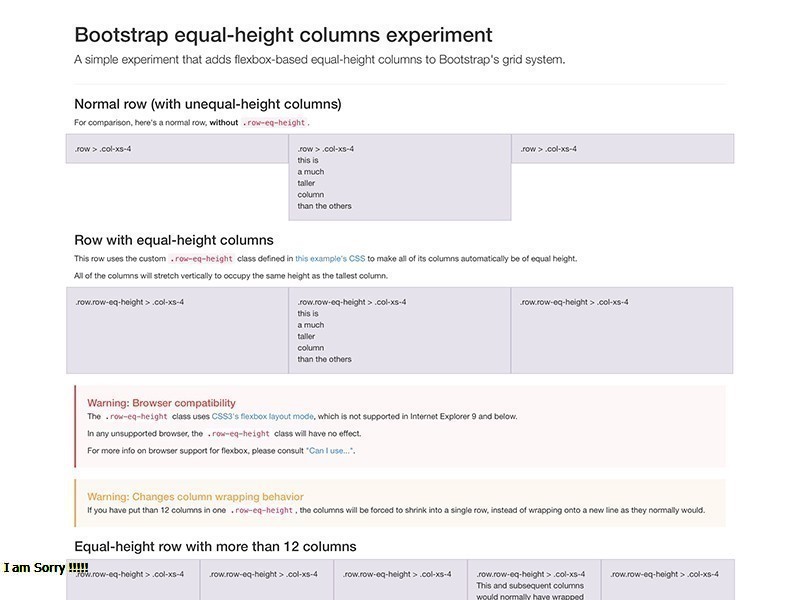 Bootstrap equal-height columns experiment
A simple experiment that adds flexbox-based equal-height columns to Bootstrap's grid system.
Normal row (with unequal-height columns)
For comparison, here's a normal row, without .row-eq-height .
.row > .col-xs-4
.row > .col-xs-4
this is
a much
taller
column
than the others
.row > .col-xs-4
Row with equal-height columns
This row uses the custom .row-eq-height class defined in this example's CSS to make all of its columns automatically be of equal height.
All of the columns will stretch vertically to occupy the same height as the tallest column.
.row.row-eq-height > .col-xs-4
.row.row-eq-height > .col-xs-4
this is
a much
taller
column
than the others
.row.row-eq-height > .col-xs-4
Warning: Browser compatibility
The .row-eq-height class uses CSS3's flexbox layout mode, which is not supported in Internet Explorer 9 and below.
In any unsupported browser, the .row-eq-height class will have no effect.
For more info on browser support for flexbox, please consult "Can I use...".
Warning: Changes column wrapping behavior
If you have put than 12 columns in one .row-eq-height , the columns will be forced to shrink into a single row, instead of wrapping onto a new line as they normally would.
Equal-height row with more than 12 columns
I am Sorry !!!!!
.row.row-eq-height > .col-xs-4
.row.row-eq-height > .col-xs-4
.row.row-eq-height > .col-xs-4
.row.row-eq-height > .col-xs-4
This and subsequent columns
would normally have wrapped
.row.row-eq-height > .col-xs-4